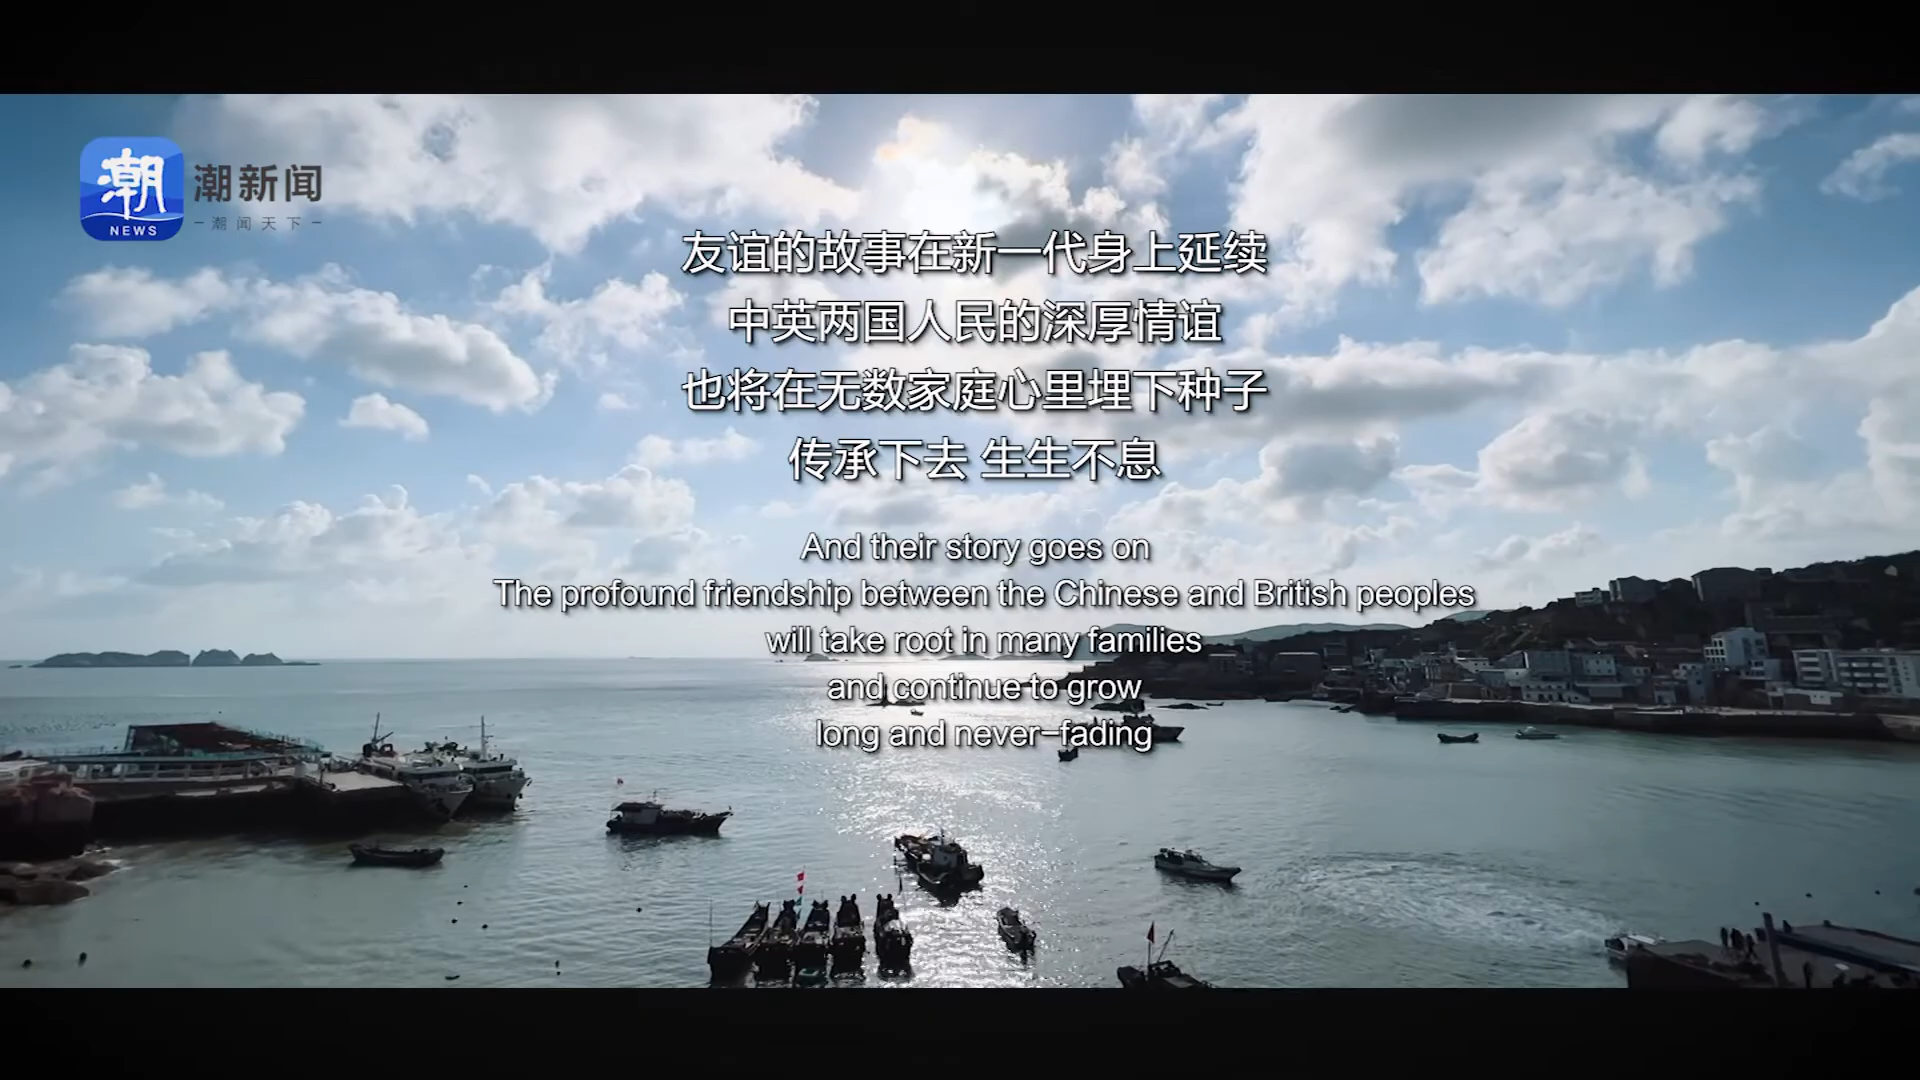 潮
NEWS
潮新闻
潮闻天下
友谊的故事在新一代身上延续
中英两国人民的深厚情谊
也将在无数家庭心里埋下种子
传承下去 生生不息
And their story goes on
The profound friendship between the Chinese and British peoples
will take root in many families
and continue to grow
long and never-fading